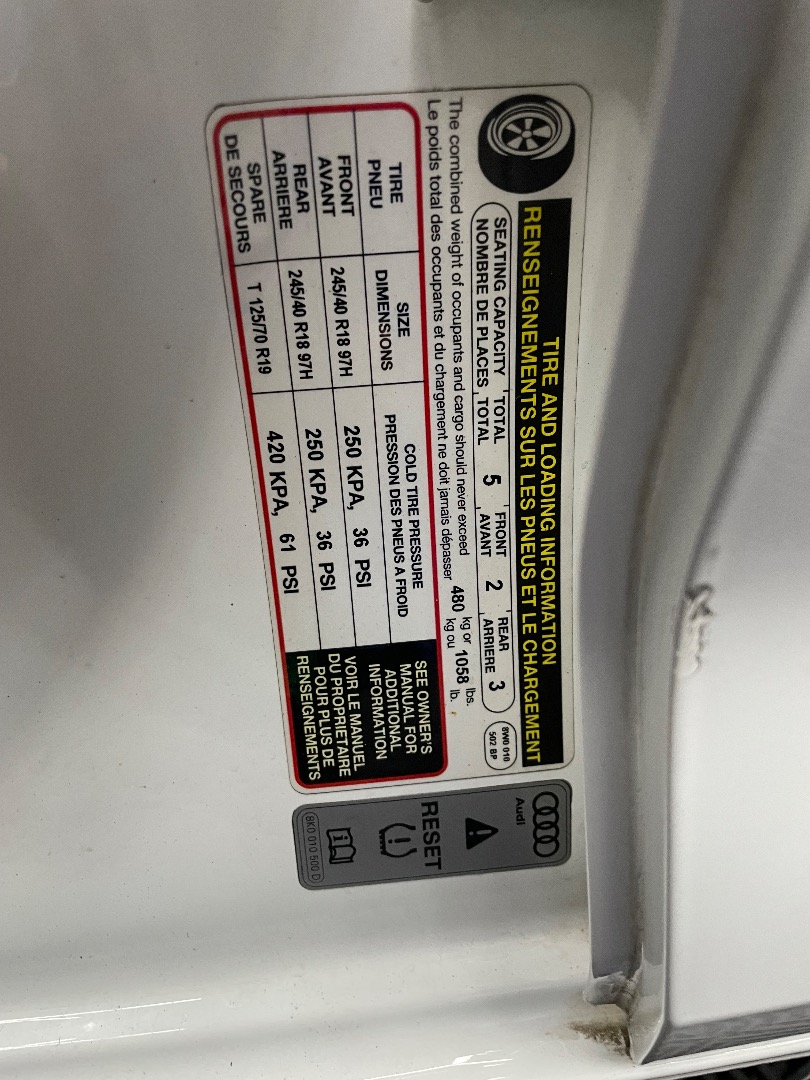 TIRE AND LOADING INFORMATION
RENSEIGNEMENTS SUR LES PNEUS ET LE CHARGEMENT
SEATING CAPACITY TOTAL 5 FRONT 2 REAR 3
NOMBRE DE PLACES TOTAL AVANT ARRIERE
8W0 010
502 BP
The combined weight of occupants and cargo should never exceed 480 kg or 1058 lbs.
Le poids total des occupants et du chargement ne doit jamais dépasser kg ou lb.
TIRE SIZE COLD TIRE PRESSURE
PNEU DIMENSIONS PRESSION DES PNEUS A FROID
FRONT
AVANT 245/40 R18 97H 250 KPA, 36 PSI
REAR
ARRIERE 245/40 R18 97H 250 KPA, 36 PSI
SPARE
DE SECOURS T 125/70 R19 420 KPA, 61 PSI
SEE OWNER'S
MANUAL FOR
ADDITIONAL
INFORMATION
VOIR LE MANUEL
DU PROPRIETAIRE
POUR PLUS DE
RENSEIGNEMENTS
Audi
RESET
8K0 010 500 D